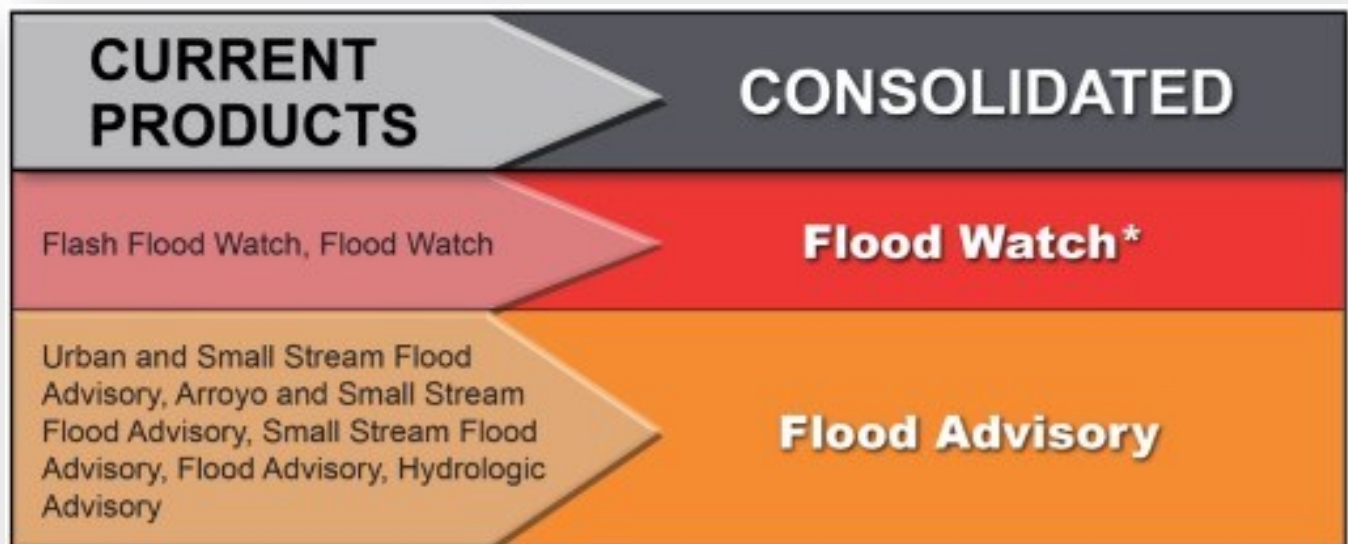 CURRENT
PRODUCTS
CONSOLIDATED
Flash Flood Watch, Flood Watch
Flood Watch*
Urban and Small Stream Flood
Advisory, Arroyo and Small Stream
Flood Advisory, Small Stream Flood
Advisory, Flood Advisory, Hydrologic
Advisory
Flood Advisory